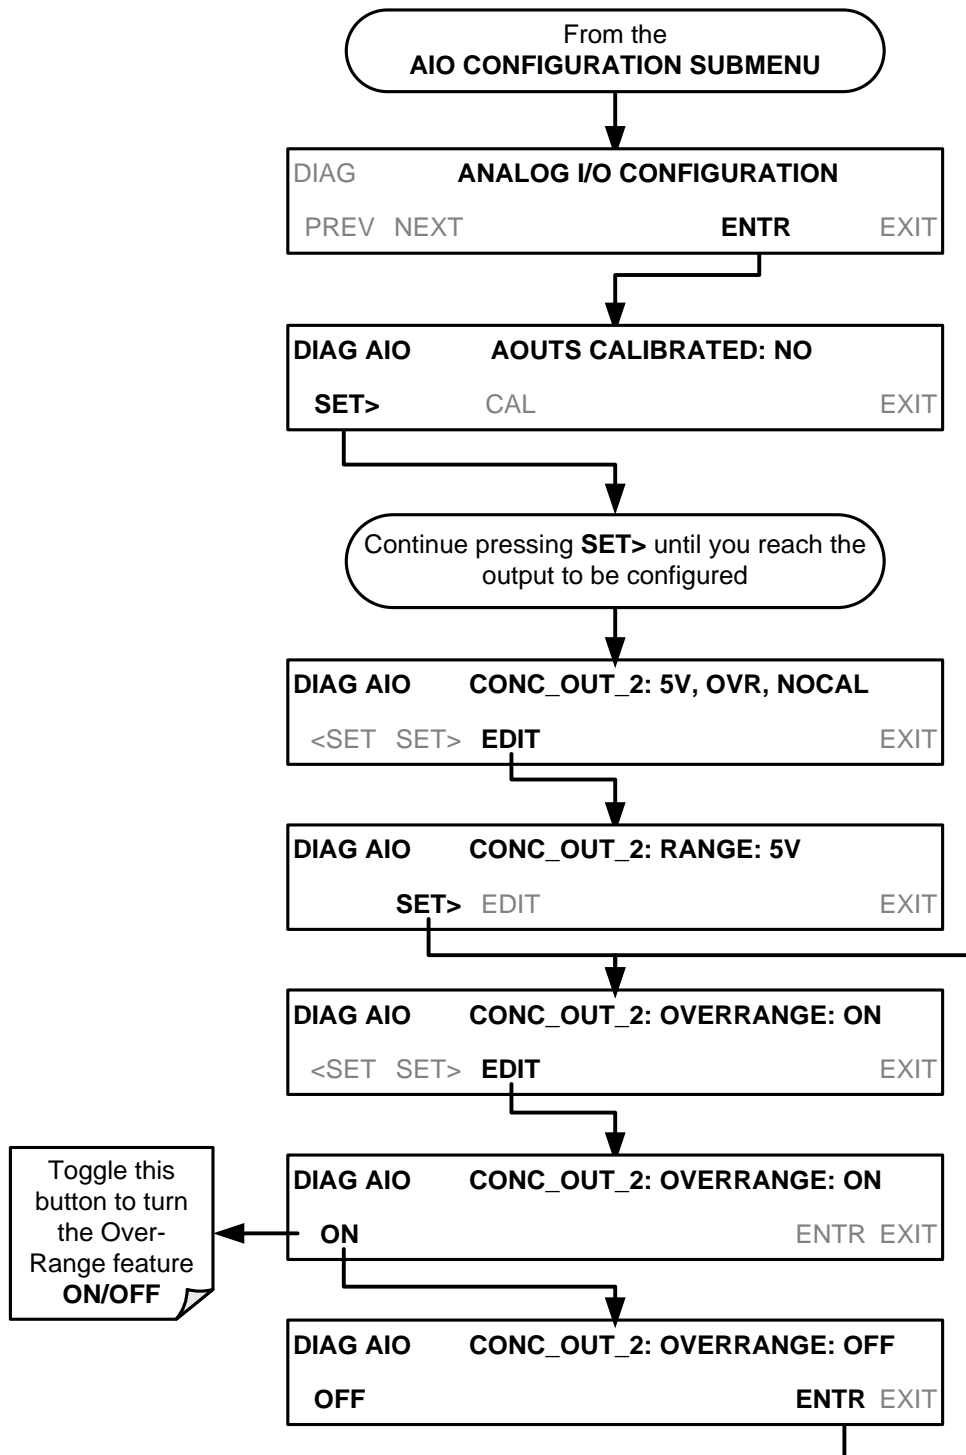 From the
AIO CONFIGURATION SUBMENU
DIAG ANALOG I/O CONFIGURATION
PREV NEXT ENTR EXIT
DIAG AIO AOUTS CALIBRATED: NO
SET> CAL EXIT
Continue pressing SET> until you reach the
output to be configured
DIAG AIO CONC_OUT_2: 5V, OVR, NOCAL
<SET SET> EDIT EXIT
DIAG AIO CONC_OUT_2: RANGE: 5V
SET> EDIT EXIT
DIAG AIO CONC_OUT_2: OVERRANGE: ON
<SET SET> EDIT EXIT
Toggle this
button to turn
the Over-
Range feature
ON/OFF
DIAG AIO CONC_OUT_2: OVERRANGE: ON
ON ENTR EXIT
DIAG AIO CONC_OUT_2: OVERRANGE: OFF
OFF ENTR EXIT